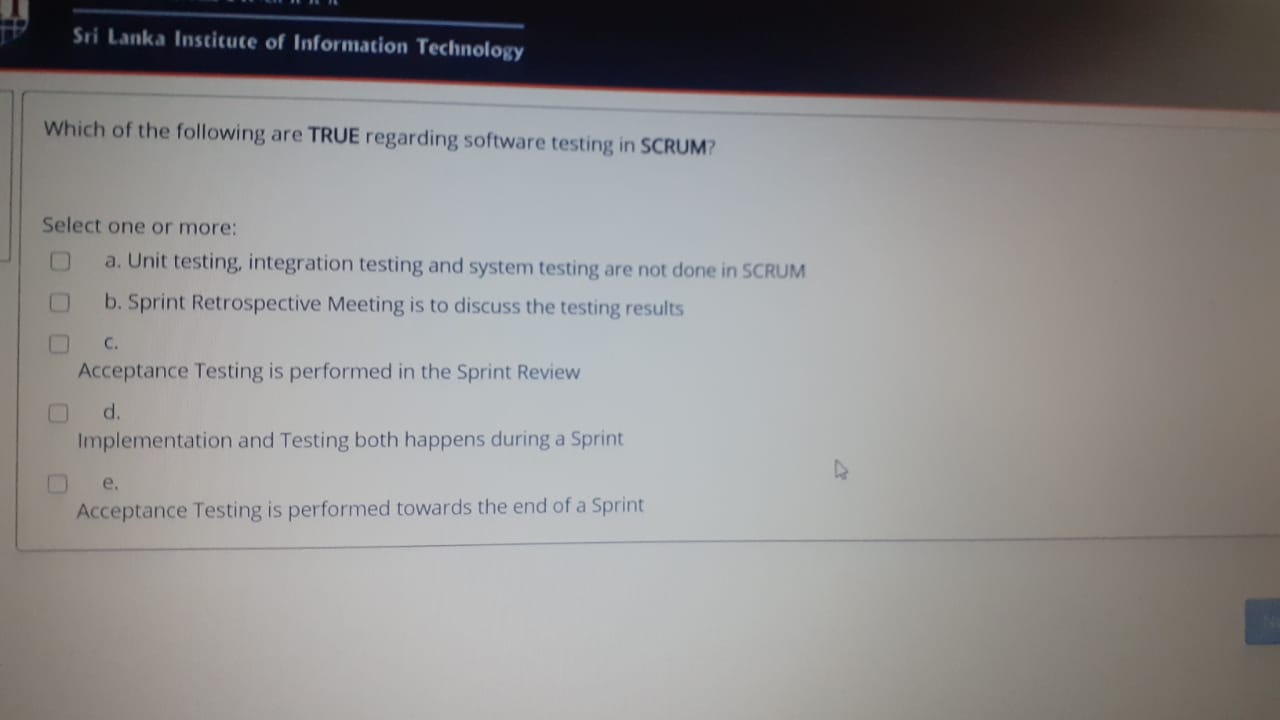 Sri Lanka Institute of Information Technology
Which of the following are TRUE regarding software testing in SCRUM?
Select one or more:
a. Unit testing, integration testing and system testing are not done in SCRUM
b. Sprint Retrospective Meeting is to discuss the testing results
c.
Acceptance Testing is performed in the Sprint Review
d.
Implementation and Testing both happens during a Sprint
e.
Acceptance Testing is performed towards the end of a Sprint